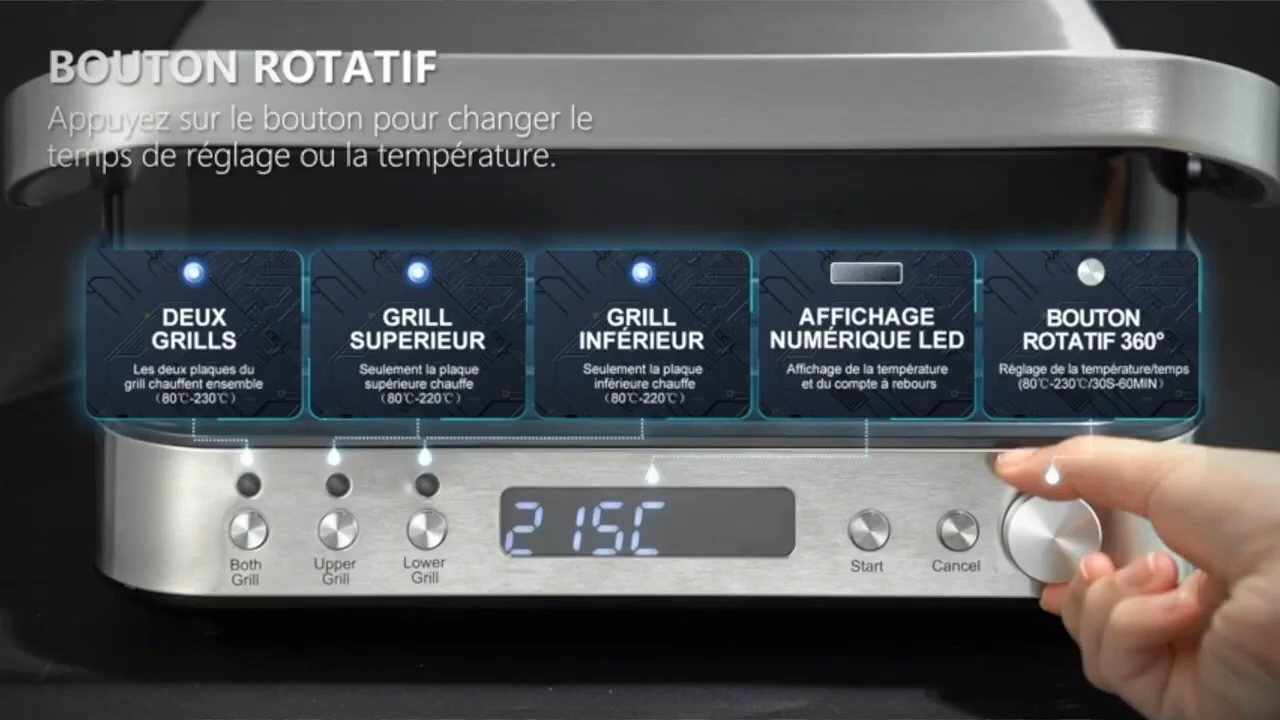 BOUTON ROTATIF
Appuyez sur le bouton pour changer le
temps de réglage ou la température.
DEUX
GRILLS
Les deux plaques du
grill chauffent ensemble
(80℃-230℃)
GRILL
SUPERIEUR
Seulement la plaque
supérieure chauffe
(80℃-220℃)
GRILL
INFÉRIEUR
Seulement la plaque
inférieure chauffe
(80℃-220℃)
AFFICHAGE
NUMÉRIQUE LED
Affichage de la température
et du compte à rebours
BOUTON
ROTATIF 360°
Réglage de la température/temps
(80℃-230℃/30S-60MIN)
215C
Both
Grill
Upper
Grill
Lower
Grill
Start
Cancel